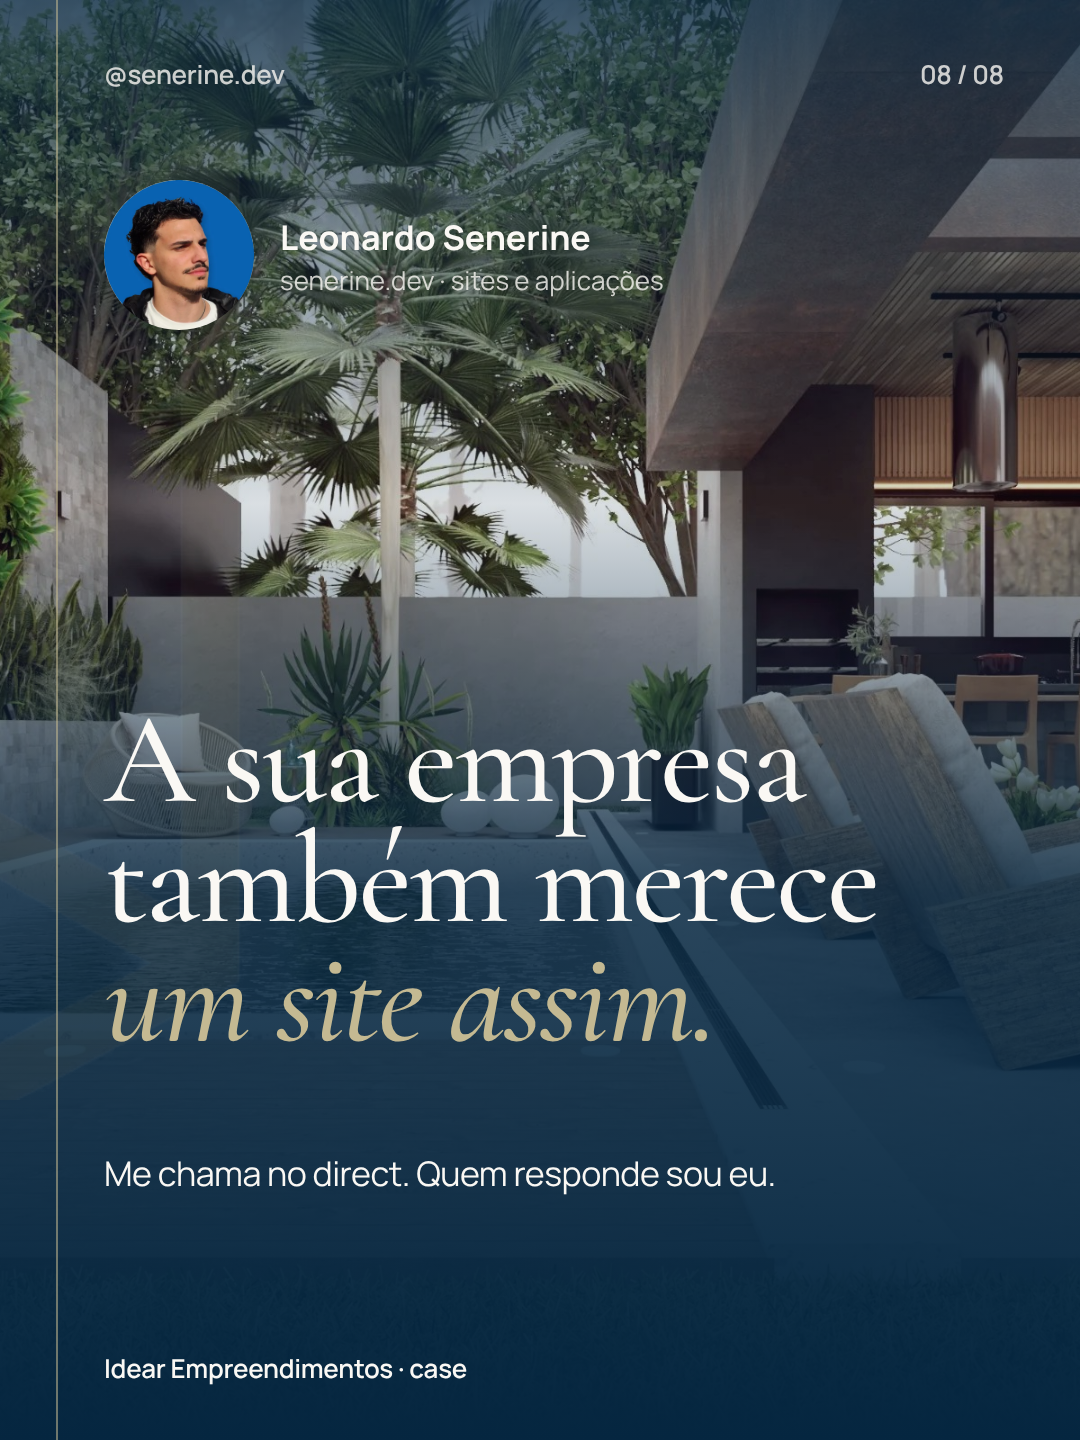 @senerine.dev
08 / 08
Leonardo Senerine
senerine.dev · sites e aplicações
A sua empresa
também merece
um site assim.
Me chama no direct. Quem responde sou eu.
Idear Empreendimentos · case